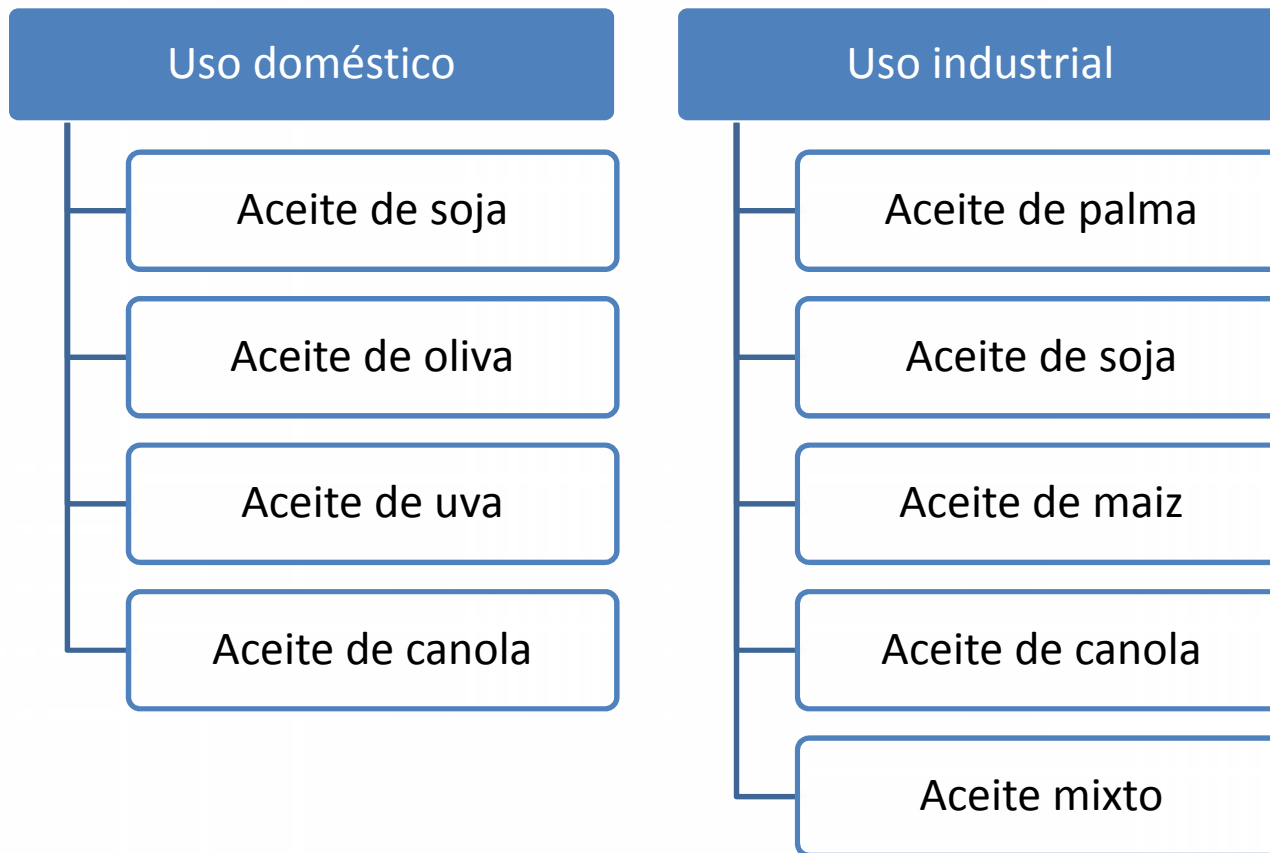 Uso doméstico
Aceite de soja
Aceite de oliva
Aceite de uva
Aceite de canola
Uso industrial
Aceite de palma
Aceite de soja
Aceite de maiz
Aceite de canola
Aceite mixto